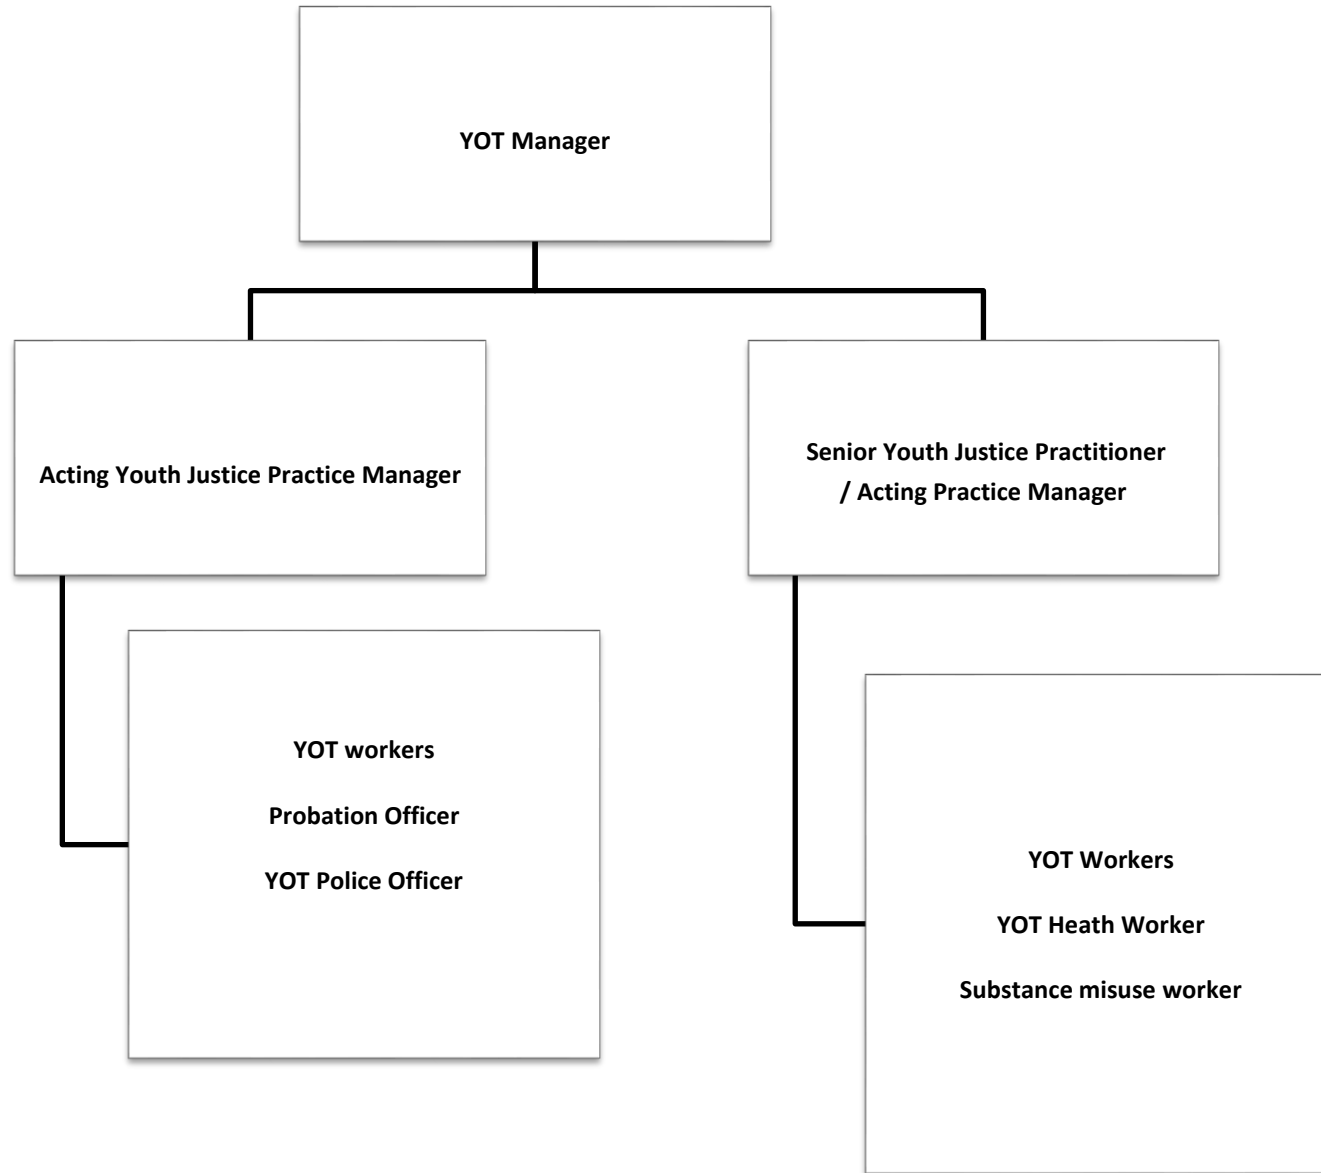 YOT Manager
Acting Youth Justice Practice Manager
Senior Youth Justice Practitioner
/ Acting Practice Manager
YOT workers
Probation Officer
YOT Police Officer
YOT Workers
YOT Heath Worker
Substance misuse worker